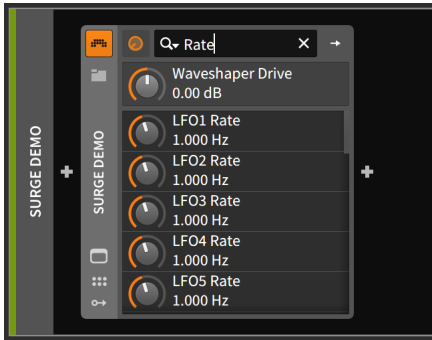 SURGE DEMO
SURGE DEMO
Rate
Waveshaper Drive
0.00 dB
LFO1 Rate
1.000 Hz
LFO2 Rate
1.000 Hz
LFO3 Rate
1.000 Hz
LFO4 Rate
1.000 Hz
LFO5 Rate
1.000 Hz